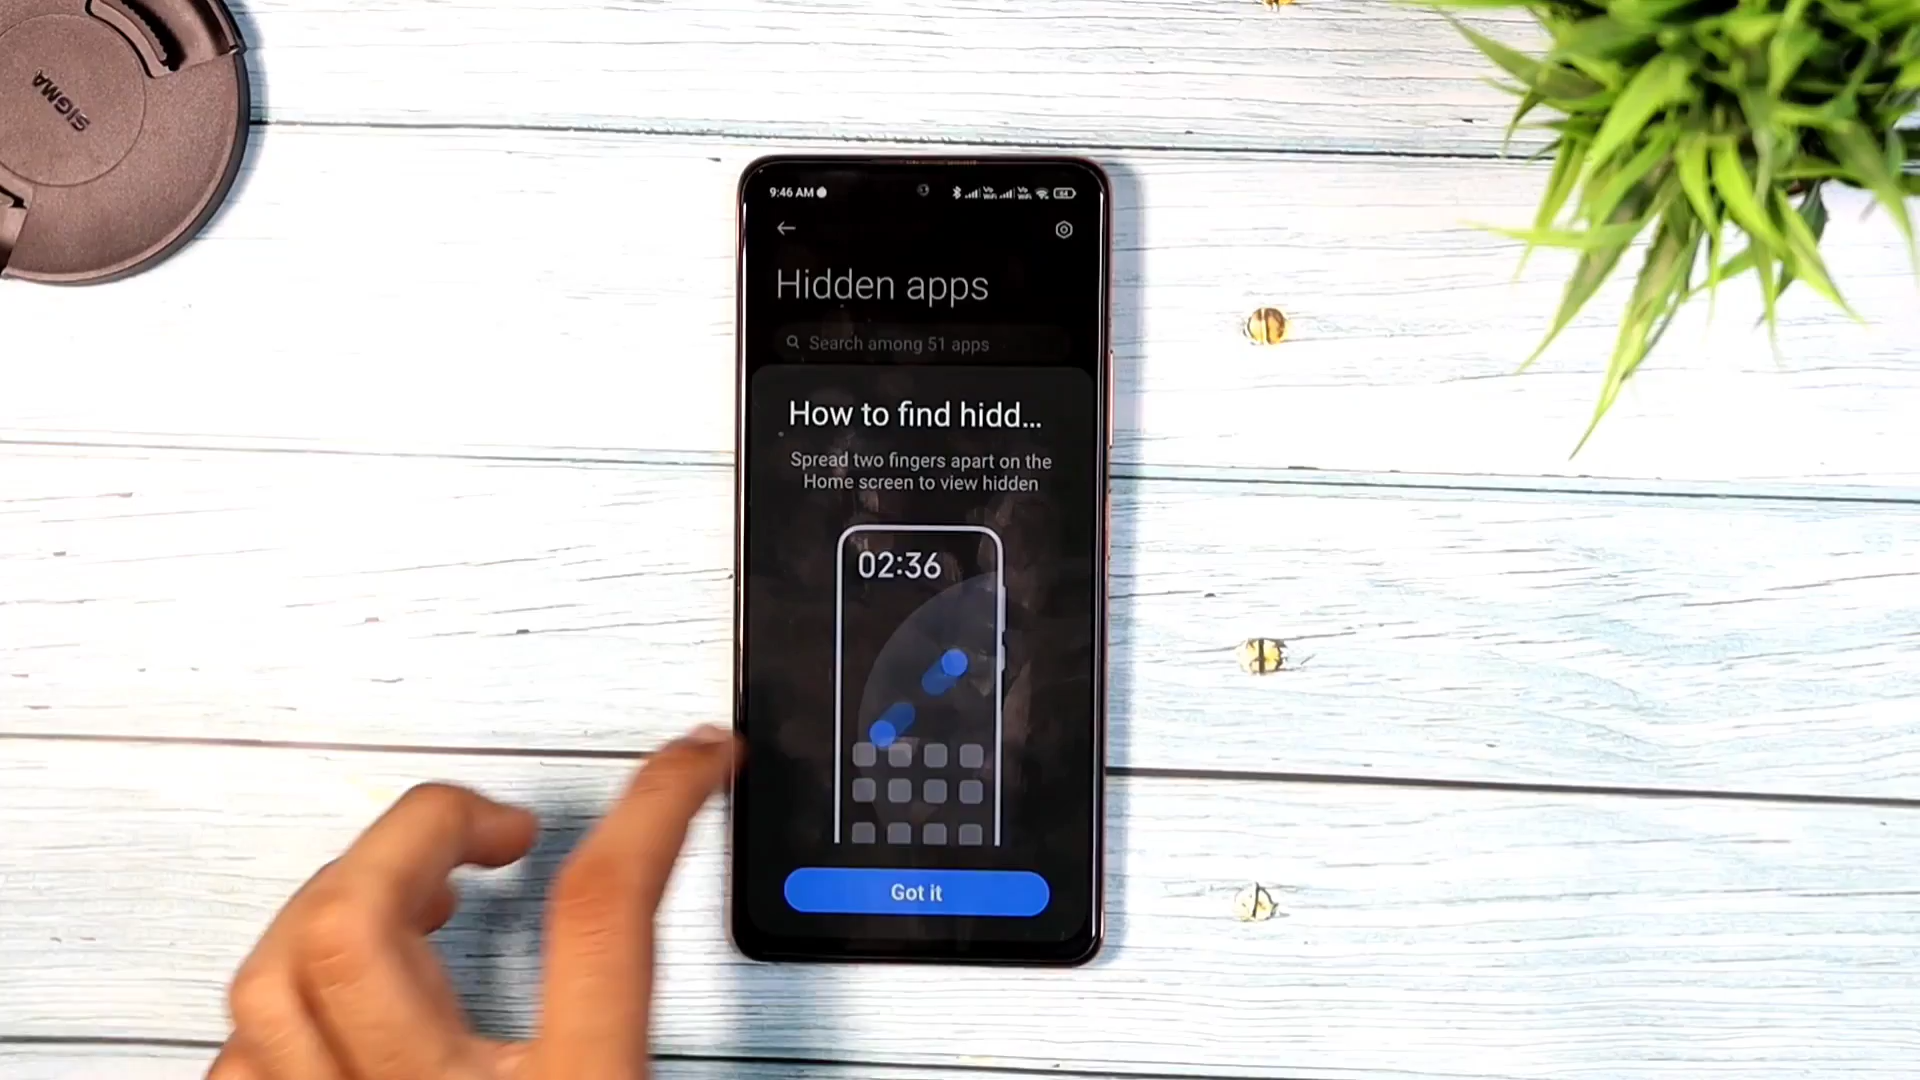 SIGMA
9:46 AM
64
Hidden apps
Search among 51 apps
How to find hidd...
Spread two fingers apart on the
Home screen to view hidden
02:36
Got it